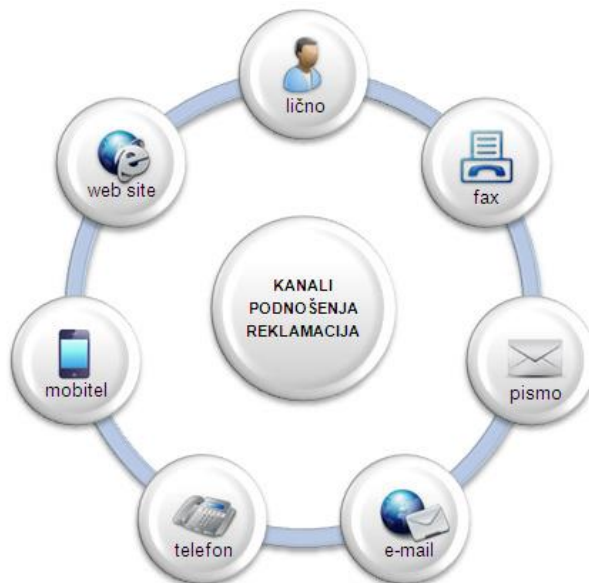 lično
fax
pismo
e-mail
telefon
mobitel
web site
KANALI
PODNOŠENJA
REKLAMACIJA